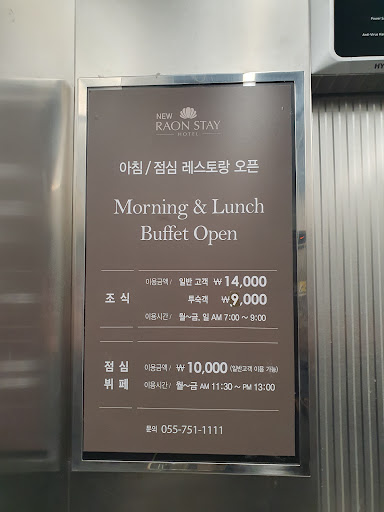 NEW
RAON STAY
HOTEL
아침 / 점심 레스토랑 오픈
Morning & Lunch
Buffet Open
조 식
이용금액/ 일반 고객 ₩14,000
투숙객 ₩9,000
이용시간/ 월~금, 일 AM 7:00 ~ 9:00
점 심
뷔 페
이용금액/ ₩ 10,000 (일반고객 이용 가능)
이용시간/ 월~금 AM 11:30 ~ PM 13:00
문의 055-751-1111